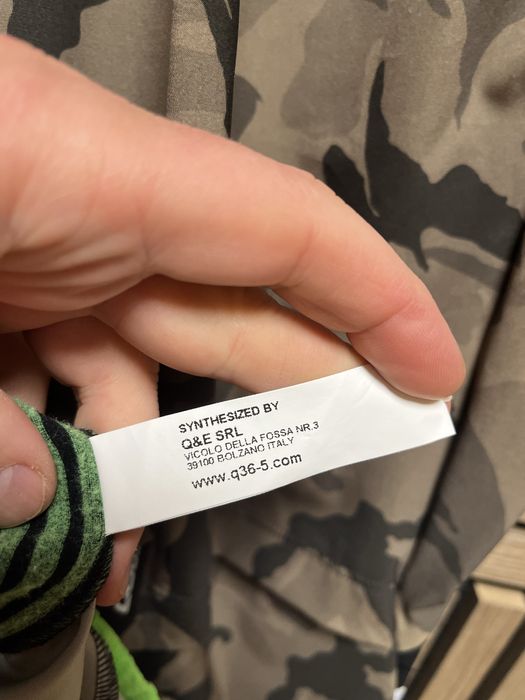 SYNTHESIZED BY
Q&E SRL
VICOLO DELLA FOSSA NR.3
39100 BOLZANO ITALY
www.q36-5.com